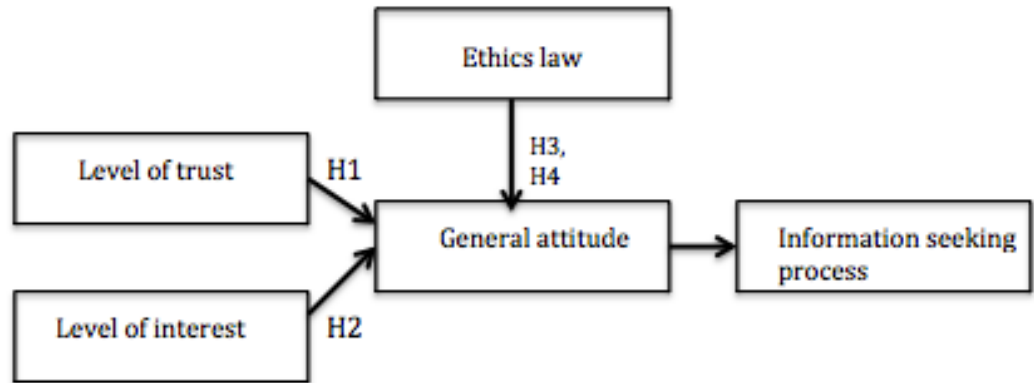 Ethics law
H3,
H4
Level of trust
H1
General attitude
Information seeking
process
Level of interest
H2